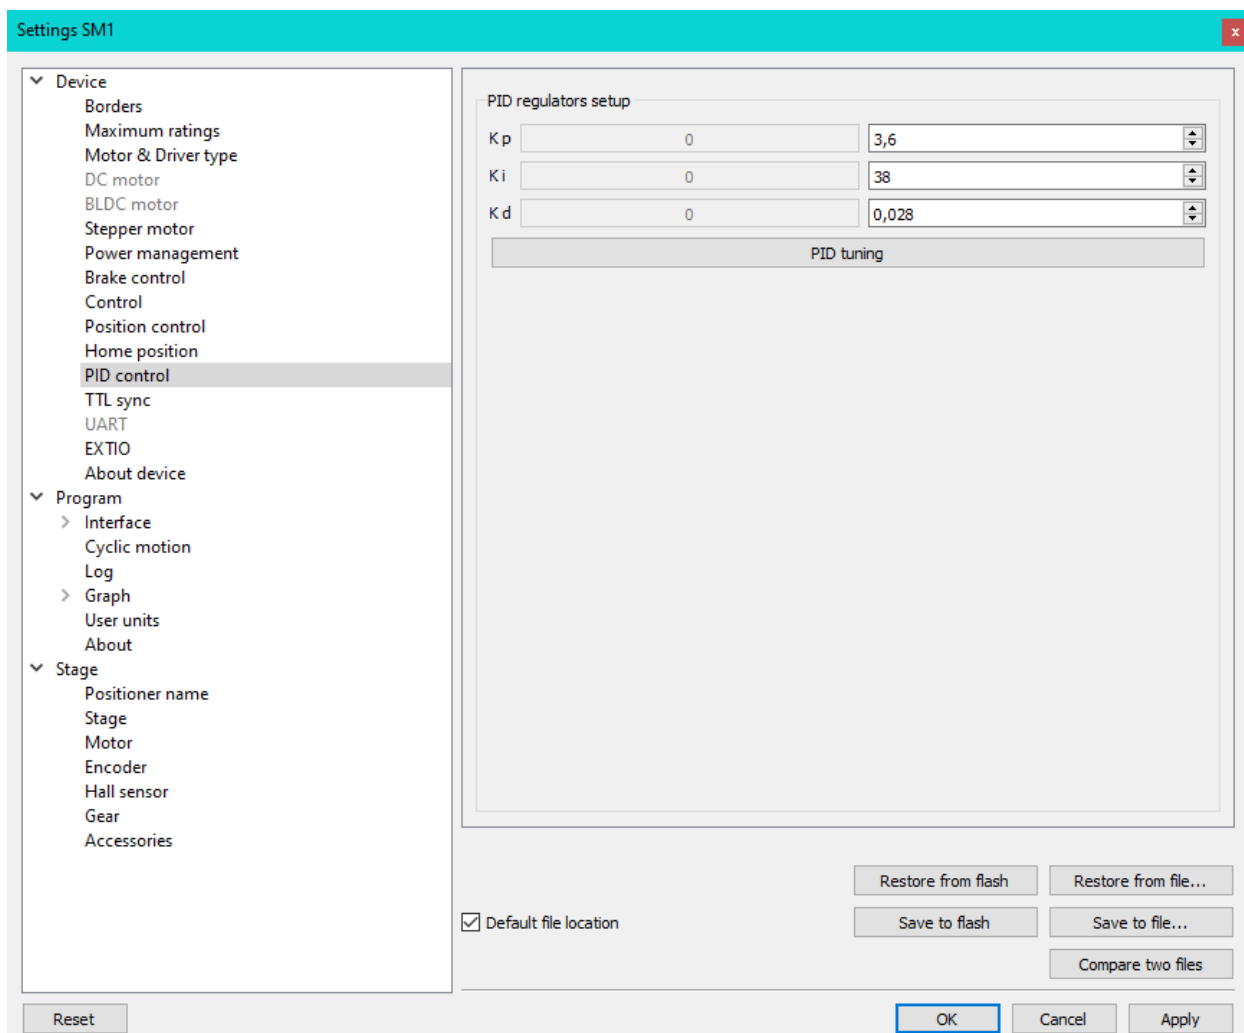 Settings SM1
x
Device
Borders
Maximum ratings
Motor & Driver type
DC motor
BLDC motor
Stepper motor
Power management
Brake control
Control
Position control
Home position
PID control
TTL sync
UART
EXTIO
About device
Program
Interface
Cyclic motion
Log
Graph
User units
About
Stage
Positioner name
Stage
Motor
Encoder
Hall sensor
Gear
Accessories
PID regulators setup
Kp 0 3,6
Ki 0 38
Kd 0 0,028
PID tuning
Restore from flash Restore from file...
Default file location Save to flash Save to file...
Compare two files
Reset OK Cancel Apply